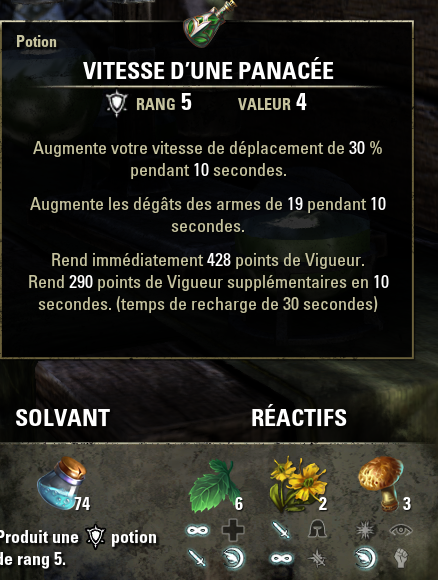 Potion
VITESSE D'UNE PANACÉE
RANG 5 VALEUR 4
Augmente votre vitesse de déplacement de 30 %
pendant 10 secondes.
Augmente les dégâts des armes de 19 pendant 10
secondes.
Rend immédiatement 428 points de Vigueur.
Rend 290 points de Vigueur supplémentaires en 10
secondes. (temps de recharge de 30 secondes)
SOLVANT RÉACTIFS
74 6 2 3
Produit une potion
de rang 5.